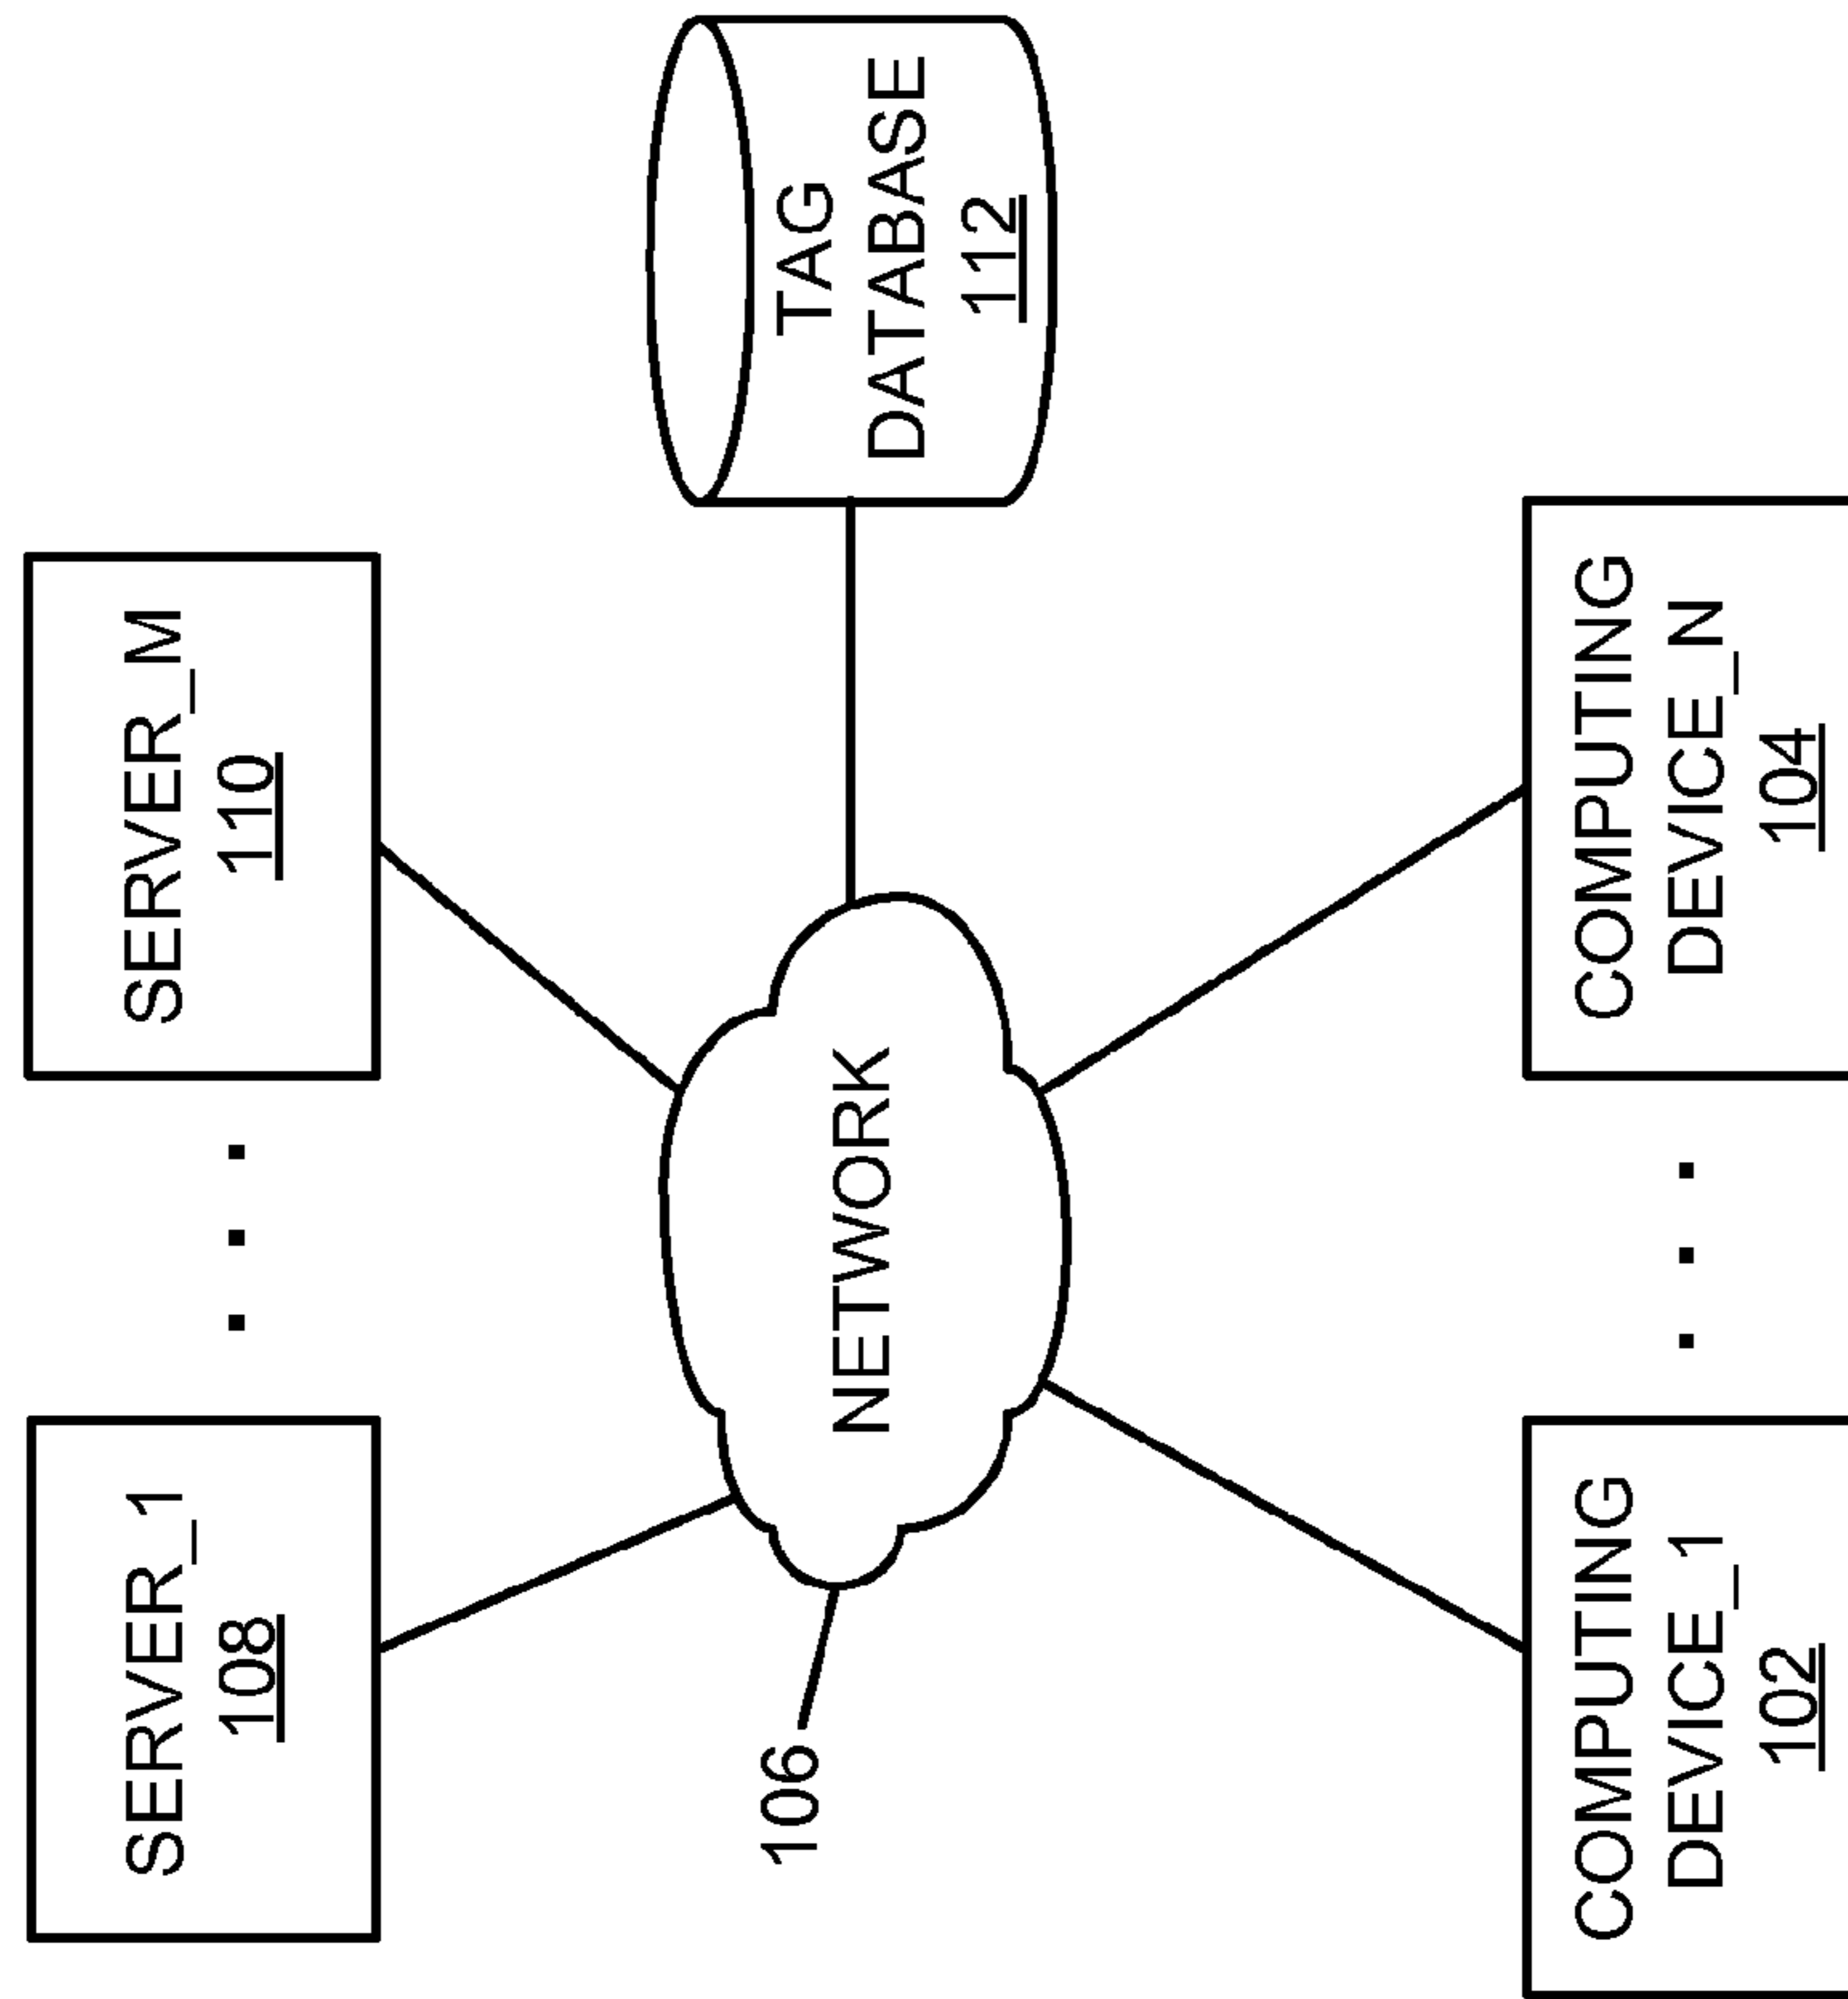 SERVER_1
108
SERVER_M
110
106
NETWORK
TAG
DATABASE
112
COMPUTING
DEVICE_1
102
COMPUTING
DEVICE_N
104